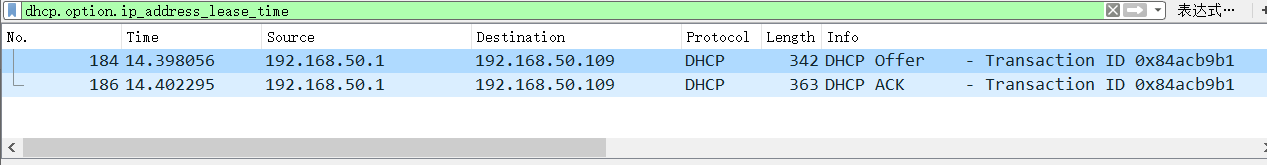 dhcp.option.ip_address_lease_time 表达式…
No. Time Source Destination Protocol Length Info
184 14.398056 192.168.50.1 192.168.50.109 DHCP 342 DHCP Offer - Transaction ID 0x84acb9b1
186 14.402295 192.168.50.1 192.168.50.109 DHCP 363 DHCP ACK - Transaction ID 0x84acb9b1